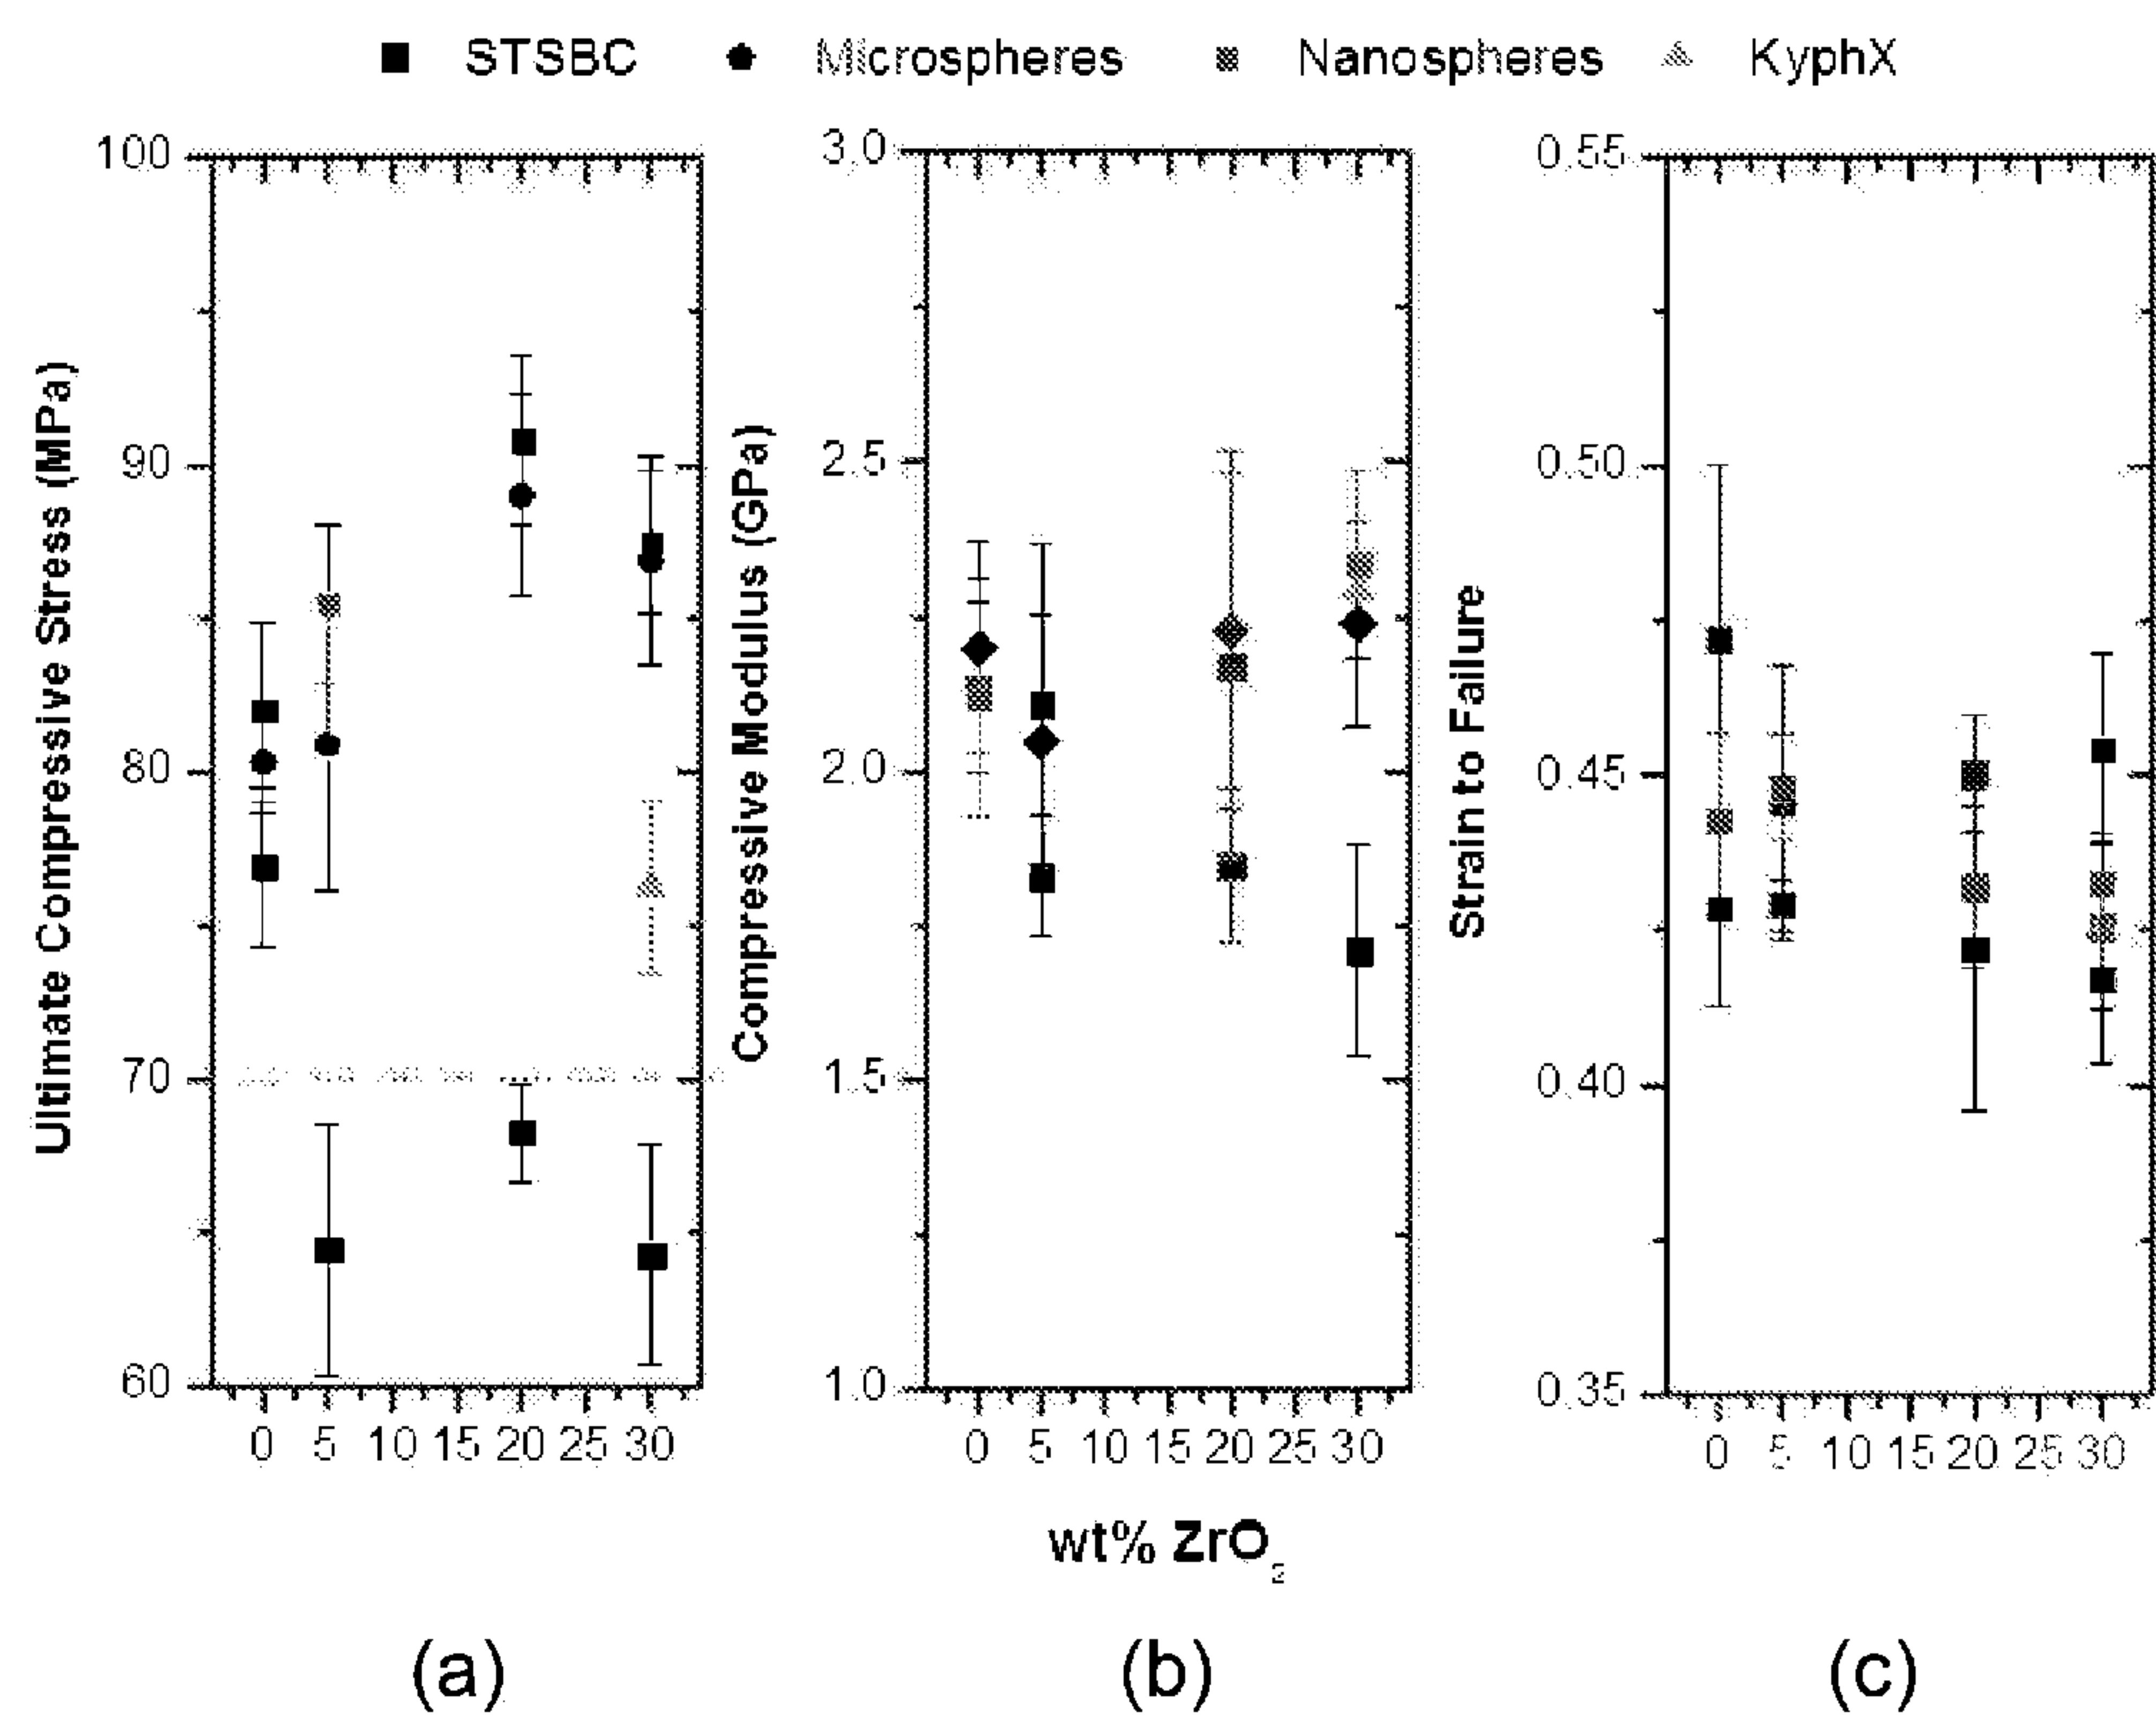 STSBC Microspheres Nanospheres KyphX
Ultimate Compressive Stress (MPa)
100
90
80
70
60
0 5 10 15 20 25 30
Compressive Modulus (GPa)
3.0
2.5
2.0
1.5
1.0
0 5 10 15 20 25 30
Strain to Failure
0.55
0.50
0.45
0.40
0.35
0 5 10 15 20 25 30
wt% ZrO₂
(a) (b) (c)